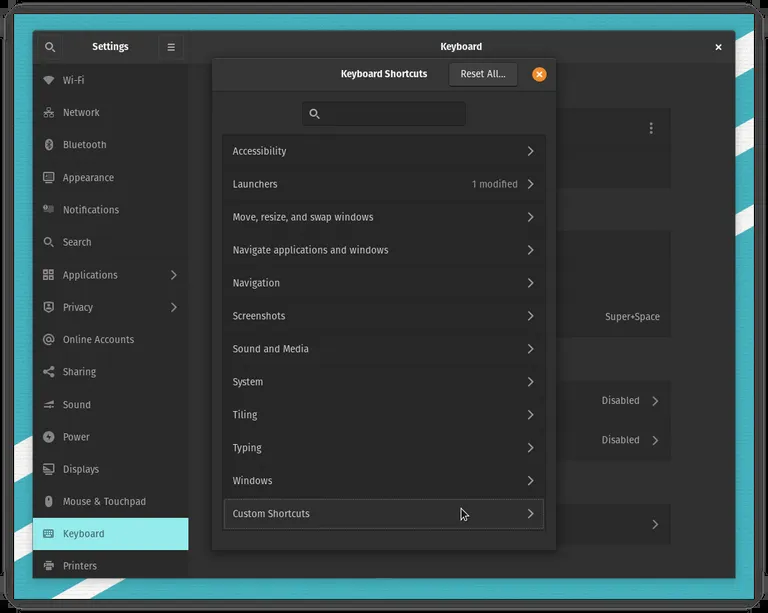 Settings
Keyboard
Wi-Fi
Network
Bluetooth
Appearance
Notifications
Search
Applications
Privacy
Online Accounts
Sharing
Sound
Power
Displays
Mouse & Touchpad
Keyboard
Printers
Keyboard Shortcuts
Reset All...
Accessibility
Launchers 1 modified
Move, resize, and swap windows
Navigate applications and windows
Navigation
Screenshots
Sound and Media
System
Tiling
Typing
Windows
Custom Shortcuts
Super+Space
Disabled
Disabled